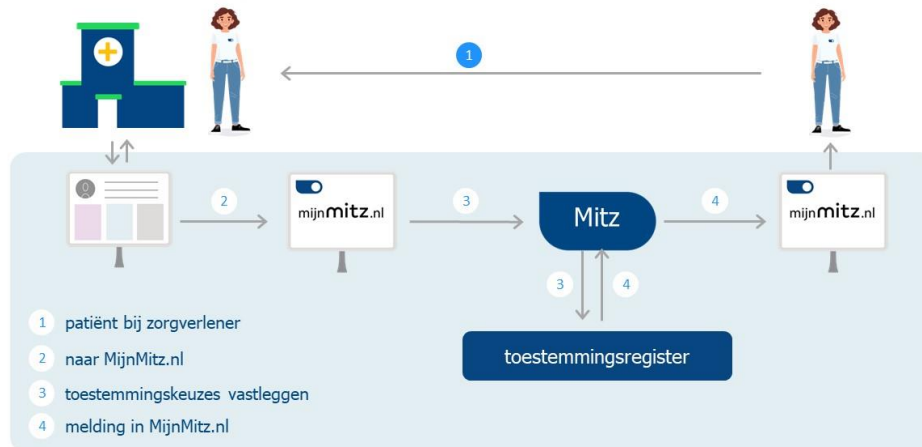 1
2
mijnmitz.nl
3
Mitz
4
mijnmitz.nl
3
4
toestemmingsregister
1 patiënt bij zorgverlener
2 naar MijnMitz.nl
3 toestemmingskeuzes vastleggen
4 melding in MijnMitz.nl